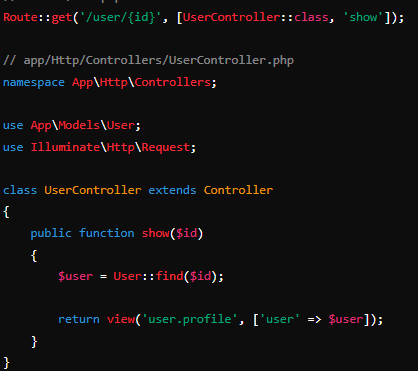 Route::get('/user/{id}', [UserController::class, 'show']);
// app/Http/Controllers/UserController.php
namespace App\Http\Controllers;
use App\Models\User;
use Illuminate\Http\Request;
class UserController extends Controller
{
    public function show($id)
    {
        $user = User::find($id);
        return view('user.profile', ['user' => $user]);
    }
}